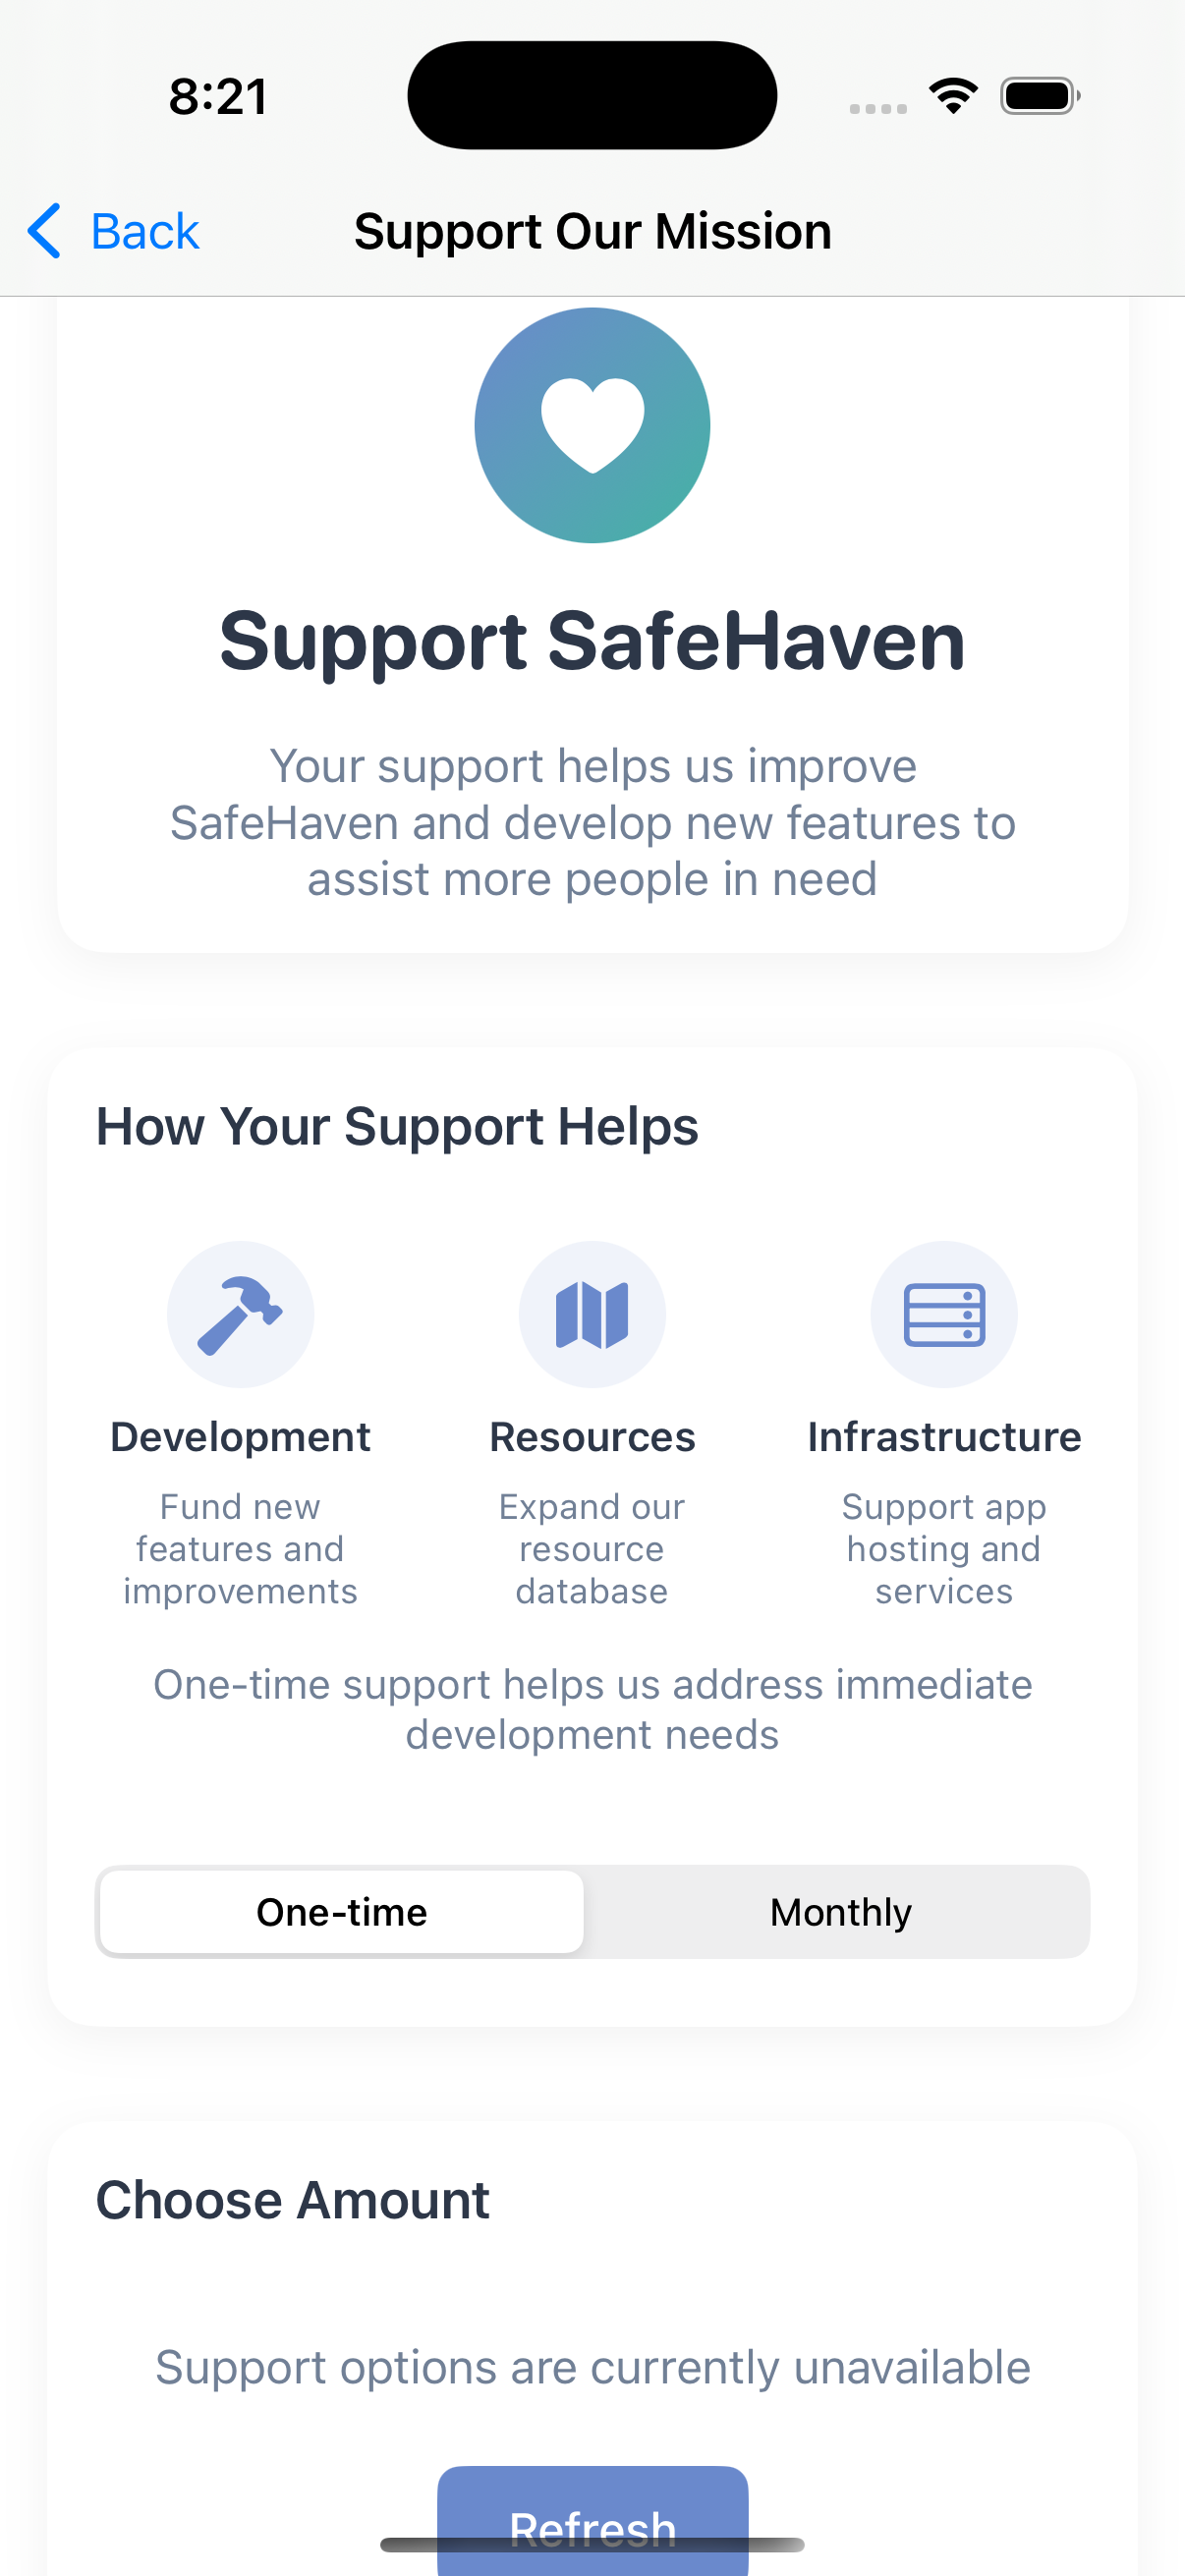 8:21
Back
Support Our Mission
Support SafeHaven
Your support helps us improve
SafeHaven and develop new features to
assist more people in need
How Your Support Helps
Development
Resources
Infrastructure
Fund new
features and
improvements
Expand our
resource
database
Support app
hosting and
services
One-time support helps us address immediate
development needs
One-time
Monthly
Choose Amount
Support options are currently unavailable
Refresh